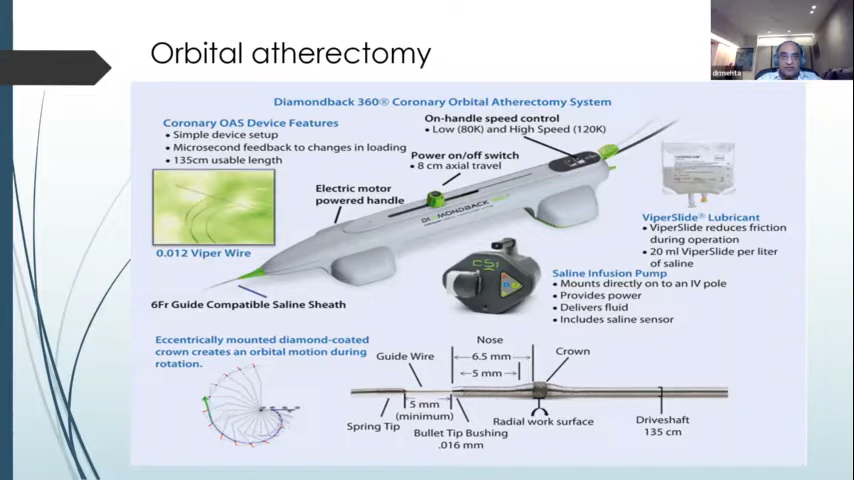 Orbital atherectomy
drmehta
Diamondback 360® Coronary Orbital Atherectomy System
Coronary OAS Device Features
• Simple device setup
• Microsecond feedback to changes in loading
• 135cm usable length
On-handle speed control
• Low (80K) and High Speed (120K)
Power on/off switch
• 8 cm axial travel
Electric motor
powered handle
DIAMONDBACK 360
0.012 Viper Wire
6Fr Guide Compatible Saline Sheath
ViperSlide® Lubricant
• ViperSlide reduces friction
during operation
• 20 ml ViperSlide per liter
of saline
CSI
Saline Infusion Pump
• Mounts directly on to an IV pole
• Provides power
• Delivers fluid
• Includes saline sensor
Eccentrically mounted diamond-coated
crown creates an orbital motion during
rotation.
Nose
6.5 mm
5 mm
Guide Wire
Crown
5 mm
(minimum)
Spring Tip
Bullet Tip Bushing
.016 mm
Radial work surface
Driveshaft
135 cm